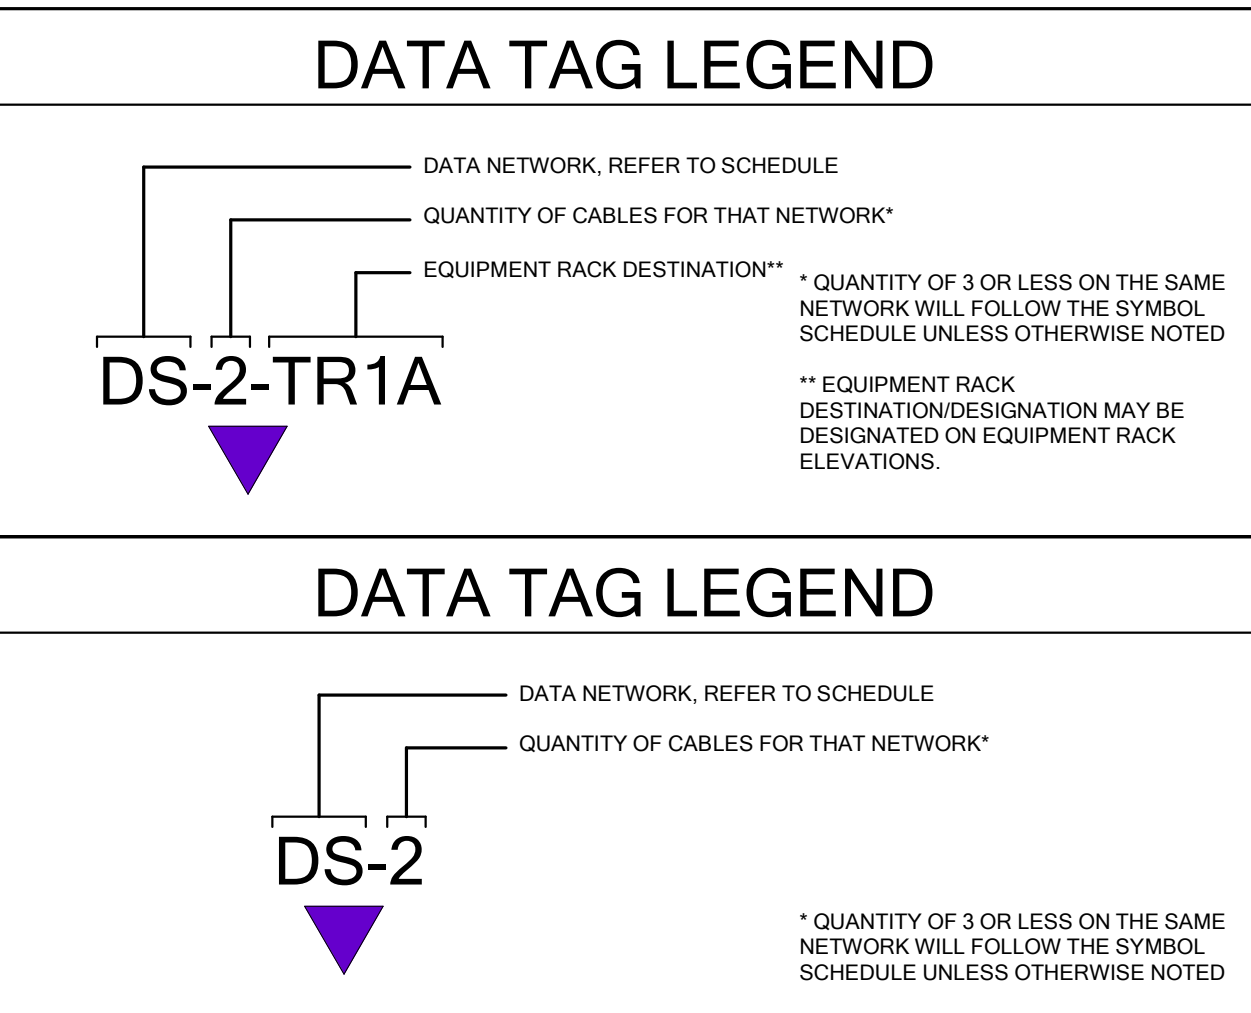 DATA TAG LEGEND
DATA NETWORK, REFER TO SCHEDULE
QUANTITY OF CABLES FOR THAT NETWORK*
EQUIPMENT RACK DESTINATION**
DS-2-TR1A
* QUANTITY OF 3 OR LESS ON THE SAME
NETWORK WILL FOLLOW THE SYMBOL
SCHEDULE UNLESS OTHERWISE NOTED
** EQUIPMENT RACK
DESTINATION/DESIGNATION MAY BE
DESIGNATED ON EQUIPMENT RACK
ELEVATIONS.
DATA TAG LEGEND
DATA NETWORK, REFER TO SCHEDULE
QUANTITY OF CABLES FOR THAT NETWORK*
DS-2
* QUANTITY OF 3 OR LESS ON THE SAME
NETWORK WILL FOLLOW THE SYMBOL
SCHEDULE UNLESS OTHERWISE NOTED